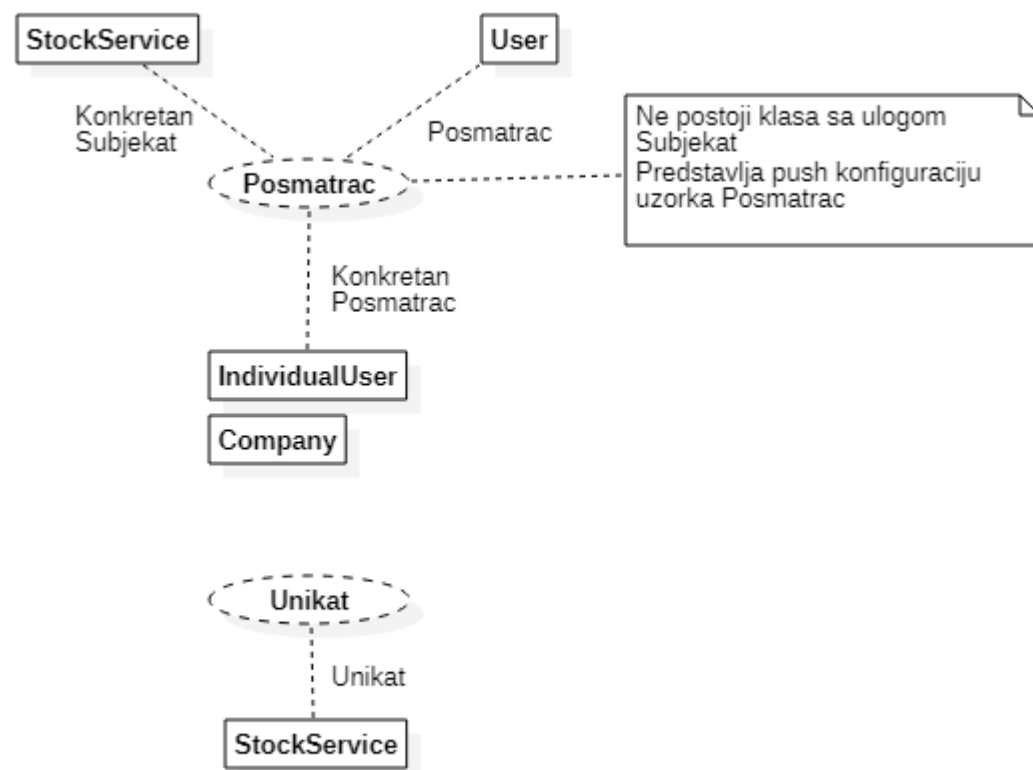 StockService
User
Konkretan
Subjekat
Posmatrac
Ne postoji klasa sa ulogom
Subjekat
Predstavlja push konfiguraciju
uzorka Posmatrac
Posmatrac
Konkretan
Posmatrac
IndividualUser
Company
Unikat
Unikat
StockService